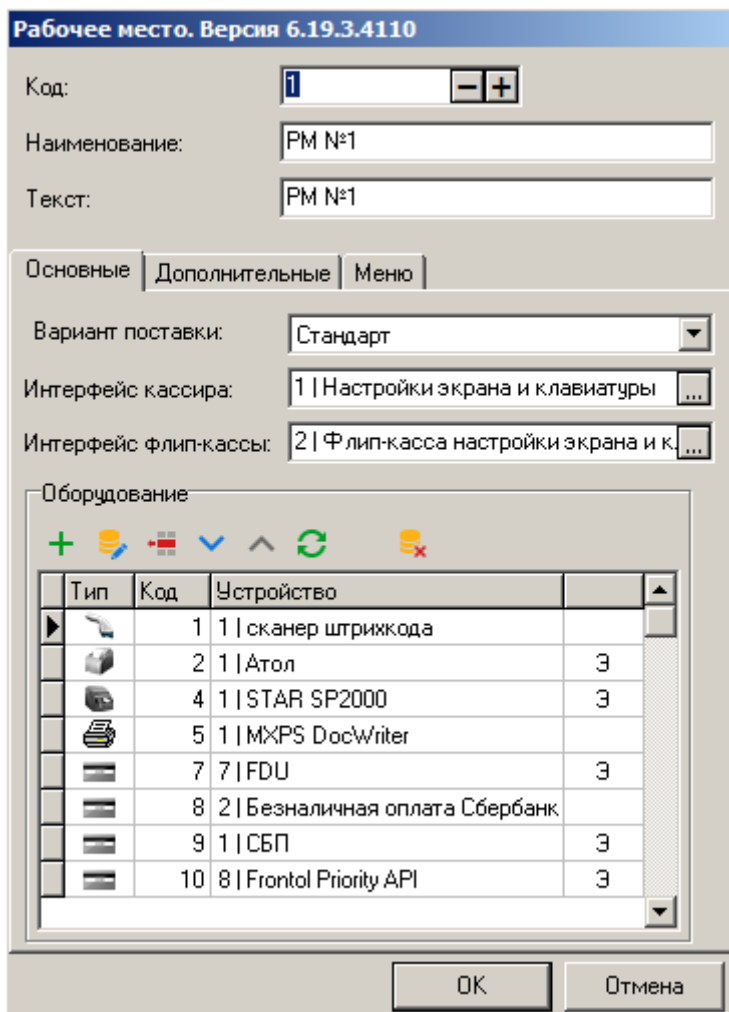 Рабочее место. Версия 6.19.3.4110
Код: 1
Наименование: РМ №1
Текст: РМ №1
Основные Дополнительные Меню
Вариант поставки: Стандарт
Интерфейс кассира: 1 | Настройки экрана и клавиатуры ...
Интерфейс флип-кассы: 2 | Флип-касса настройки экрана и к. ...
Оборудование
Тип Код Устройство
1 1 | сканер штрихкода
2 1 | Атол Э
4 1 | STAR SP2000 Э
5 1 | MXPS DocWriter
7 7 | FDU Э
8 2 | Безналичная оплата Сбербанк
9 1 | СБП Э
10 8 | Frontol Priority API Э
OK Отмена